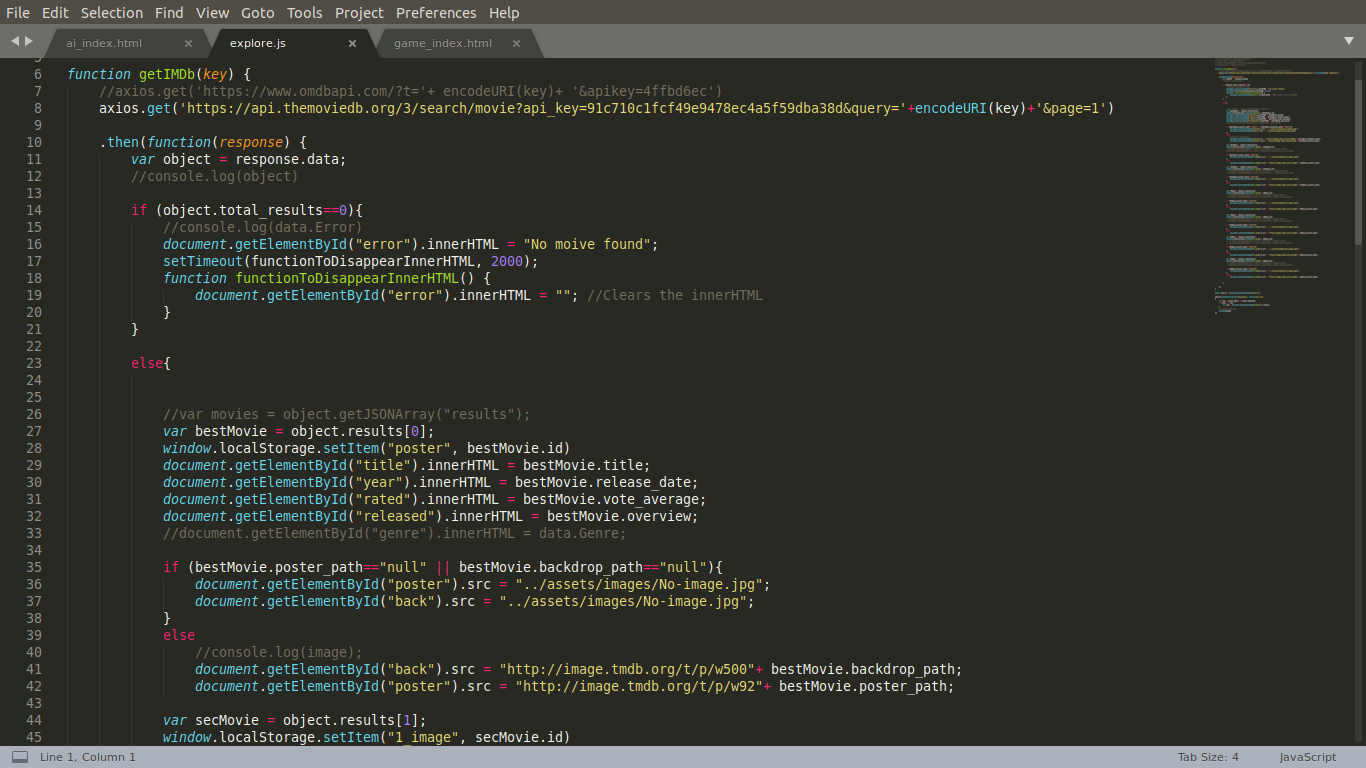 File Edit Selection Find View Goto Tools Project Preferences Help
ai_index.html × explore.js × game_index.html ×
6 function getIMDb(key) {
7 //axios.get('https://www.omdbapi.com/?t='+ encodeURI(key)+ '&apikey=4ffbd6ec')
8 axios.get('https://api.themoviedb.org/3/search/movie?api_key=91c710c1fcf49e9478ec4a5f59dba38d&query='+encodeURI(key)+'&page=1')
9
10 .then(function(response) {
11 var object = response.data;
12 //console.log(object)
13
14 if (object.total_results==0){
15 //console.log(data.Error)
16 document.getElementById("error").innerHTML = "No moive found";
17 setTimeout(functionToDisappearInnerHTML, 2000);
18 function functionToDisappearInnerHTML() {
19 document.getElementById("error").innerHTML = ""; //Clears the innerHTML
20 }
21 }
22
23 else{
24
25
26 //var movies = object.getJSONArray("results");
27 var bestMovie = object.results[0];
28 window.localStorage.setItem("poster", bestMovie.id)
29 document.getElementById("title").innerHTML = bestMovie.title;
30 document.getElementById("year").innerHTML = bestMovie.release_date;
31 document.getElementById("rated").innerHTML = bestMovie.vote_average;
32 document.getElementById("released").innerHTML = bestMovie.overview;
33 //document.getElementById("genre").innerHTML = data.Genre;
34
35 if (bestMovie.poster_path=="null" || bestMovie.backdrop_path=="null"){
36 document.getElementById("poster").src = "../assets/images/No-image.jpg";
37 document.getElementById("back").src = "../assets/images/No-image.jpg";
38 }
39 else
40 //console.log(image);
41 document.getElementById("back").src = "http://image.tmdb.org/t/p/w500"+ bestMovie.backdrop_path;
42 document.getElementById("poster").src = "http://image.tmdb.org/t/p/w92"+ bestMovie.poster_path;
43
44 var secMovie = object.results[1];
45 window.localStorage.setItem("1_image", secMovie.id)
Line 1, Column 1 Tab Size: 4 JavaScript